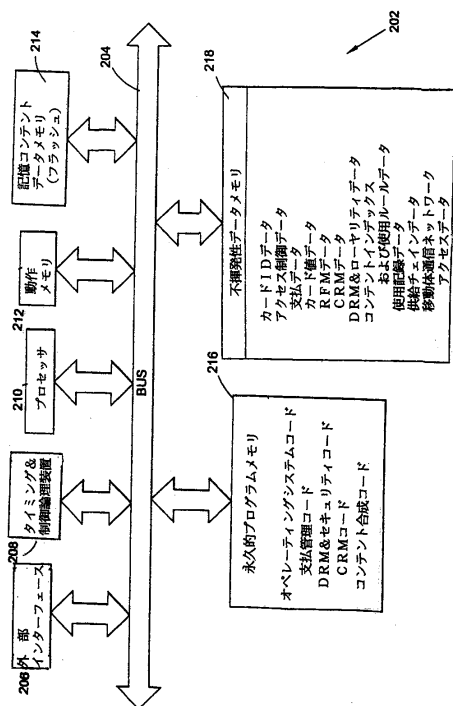 202
204
BUS
206
外部
インターフェース
208
タイミング&
制御論理装置
210
プロセッサ
212
動作
メモリ
214
記憶コンテント
データメモリ
(フラッシュ)
216
永久的プログラムメモリ
オペレーティングシステムコード
支払管理コード
DRM&セキュリティコード
CRMコード
コンテント合成コード
218
不揮発性データメモリ
カードIDデータ
アクセス制御データ
支払データ
カード値データ
RFMデータ
CRMデータ
DRM&ローヤリティデータ
コンテントインデックス
および使用ルールデータ
使用記録データ
供給チェインデータ
移動体通信ネットワーク
アクセスデータ